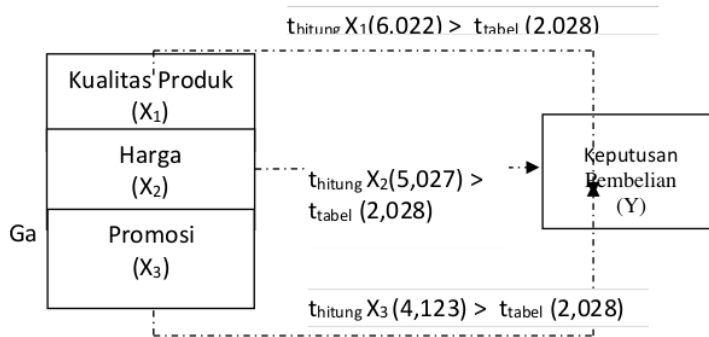 thitung X1(6.022) > ttabel (2.028)
Kualitas Produk
(X1)
Harga
(X2)
Ga
Promosi
(X3)
thitung X2(5,027) >
ttabel (2,028)
Keputusan
Pembelian
(Y)
thitung X3 (4,123) > ttabel (2,028)